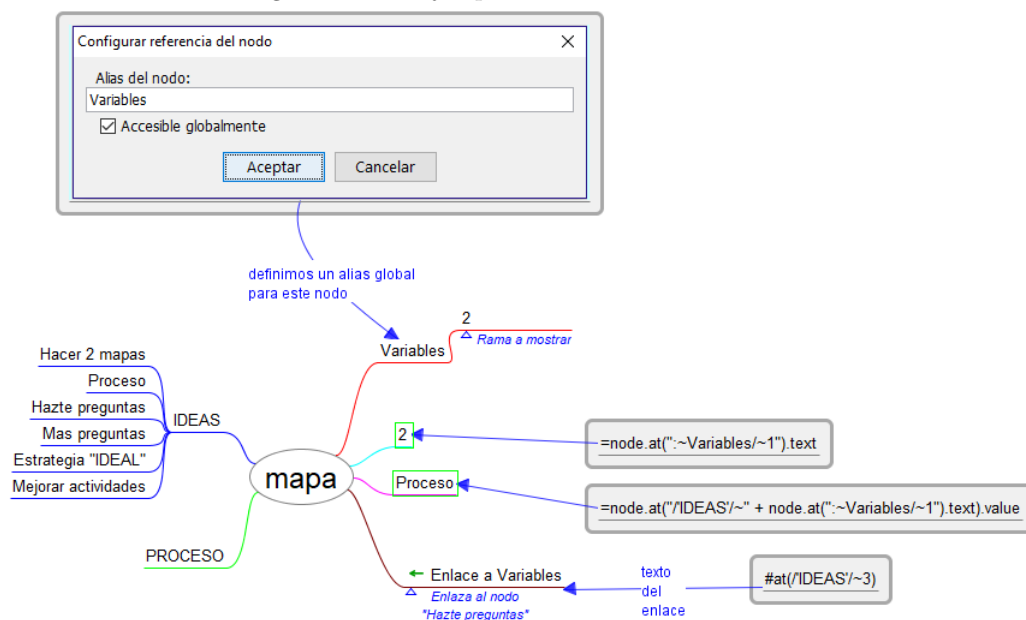 Configurar referencia del nodo
Alias del nodo:
Variables
Accesible globalmente
Aceptar
Cancelar
definimos un alias global
para este nodo
2
Rama a mostrar
Variables
Hacer 2 mapas
Proceso
Hazte preguntas
Mas preguntas
Estrategia "IDEAL"
Mejorar actividades
IDEAS
mapa
PROCESO
2
=node.at(":~Variables/~1").text
Proceso
=node.at("/'IDEAS'/~" + node.at(":~Variables/~1").text).value
Enlace a Variables
Enlaza al nodo
"Hazte preguntas"
texto
del
enlace
#at(/'IDEAS'/~3)